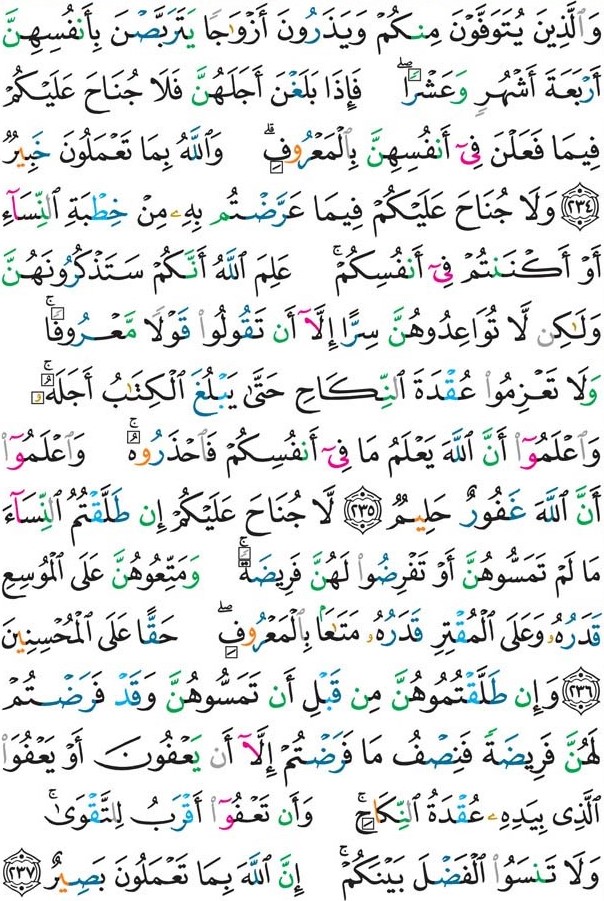 وَٱلَّذِينَ يُتَوَفَّوْنَ مِنكُمْ وَيَذَرُونَ أَزْوَٰجًا يَتَرَبَّصْنَ بِأَنفُسِهِنَّ
أَرْبَعَةَ أَشْهُرٍ وَعَشْرًا ۖ فَإِذَا بَلَغْنَ أَجَلَهُنَّ فَلَا جُنَاحَ عَلَيْكُمْ
فِيمَا فَعَلْنَ فِىٓ أَنفُسِهِنَّ بِٱلْمَعْرُوفِ ۗ وَٱللَّهُ بِمَا تَعْمَلُونَ خَبِيرٌ
﴿٢٣٤﴾ وَلَا جُنَاحَ عَلَيْكُمْ فِيمَا عَرَّضْتُم بِهِۦ مِنْ خِطْبَةِ ٱلنِّسَآءِ
أَوْ أَكْنَنتُمْ فِىٓ أَنفُسِكُمْ ۚ عَلِمَ ٱللَّهُ أَنَّكُمْ سَتَذْكُرُونَهُنَّ
وَلَٰكِن لَّا تُوَاعِدُوهُنَّ سِرًّا إِلَّآ أَن تَقُولُوا۟ قَوْلًا مَّعْرُوفًا ۚ
وَلَا تَعْزِمُوا۟ عُقْدَةَ ٱلنِّكَاحِ حَتَّىٰ يَبْلُغَ ٱلْكِتَٰبُ أَجَلَهُۥ ۚ
وَٱعْلَمُوٓا۟ أَنَّ ٱللَّهَ يَعْلَمُ مَا فِىٓ أَنفُسِكُمْ فَٱحْذَرُوهُ ۚ وَٱعْلَمُوٓا۟
أَنَّ ٱللَّهَ غَفُورٌ حَلِيمٌ ﴿٢٣٥﴾ لَّا جُنَاحَ عَلَيْكُمْ إِن طَلَّقْتُمُ ٱلنِّسَآءَ
مَا لَمْ تَمَسُّوهُنَّ أَوْ تَفْرِضُوا۟ لَهُنَّ فَرِيضَةً ۚ وَمَتِّعُوهُنَّ عَلَى ٱلْمُوسِعِ
قَدَرُهُۥ وَعَلَى ٱلْمُقْتِرِ قَدَرُهُۥ مَتَٰعًۢا بِٱلْمَعْرُوفِ ۖ حَقًّا عَلَى ٱلْمُحْسِنِينَ
﴿٢٣٦﴾ وَإِن طَلَّقْتُمُوهُنَّ مِن قَبْلِ أَن تَمَسُّوهُنَّ وَقَدْ فَرَضْتُمْ
لَهُنَّ فَرِيضَةً فَنِصْفُ مَا فَرَضْتُمْ إِلَّآ أَن يَعْفُونَ أَوْ يَعْفُوَا۟
ٱلَّذِى بِيَدِهِۦ عُقْدَةُ ٱلنِّكَاحِ ۚ وَأَن تَعْفُوٓا۟ أَقْرَبُ لِلتَّقْوَىٰ ۚ
وَلَا تَنسَوُا۟ ٱلْفَضْلَ بَيْنَكُمْ ۚ إِنَّ ٱللَّهَ بِمَا تَعْمَلُونَ بَصِيرٌ ﴿٢٣٧﴾